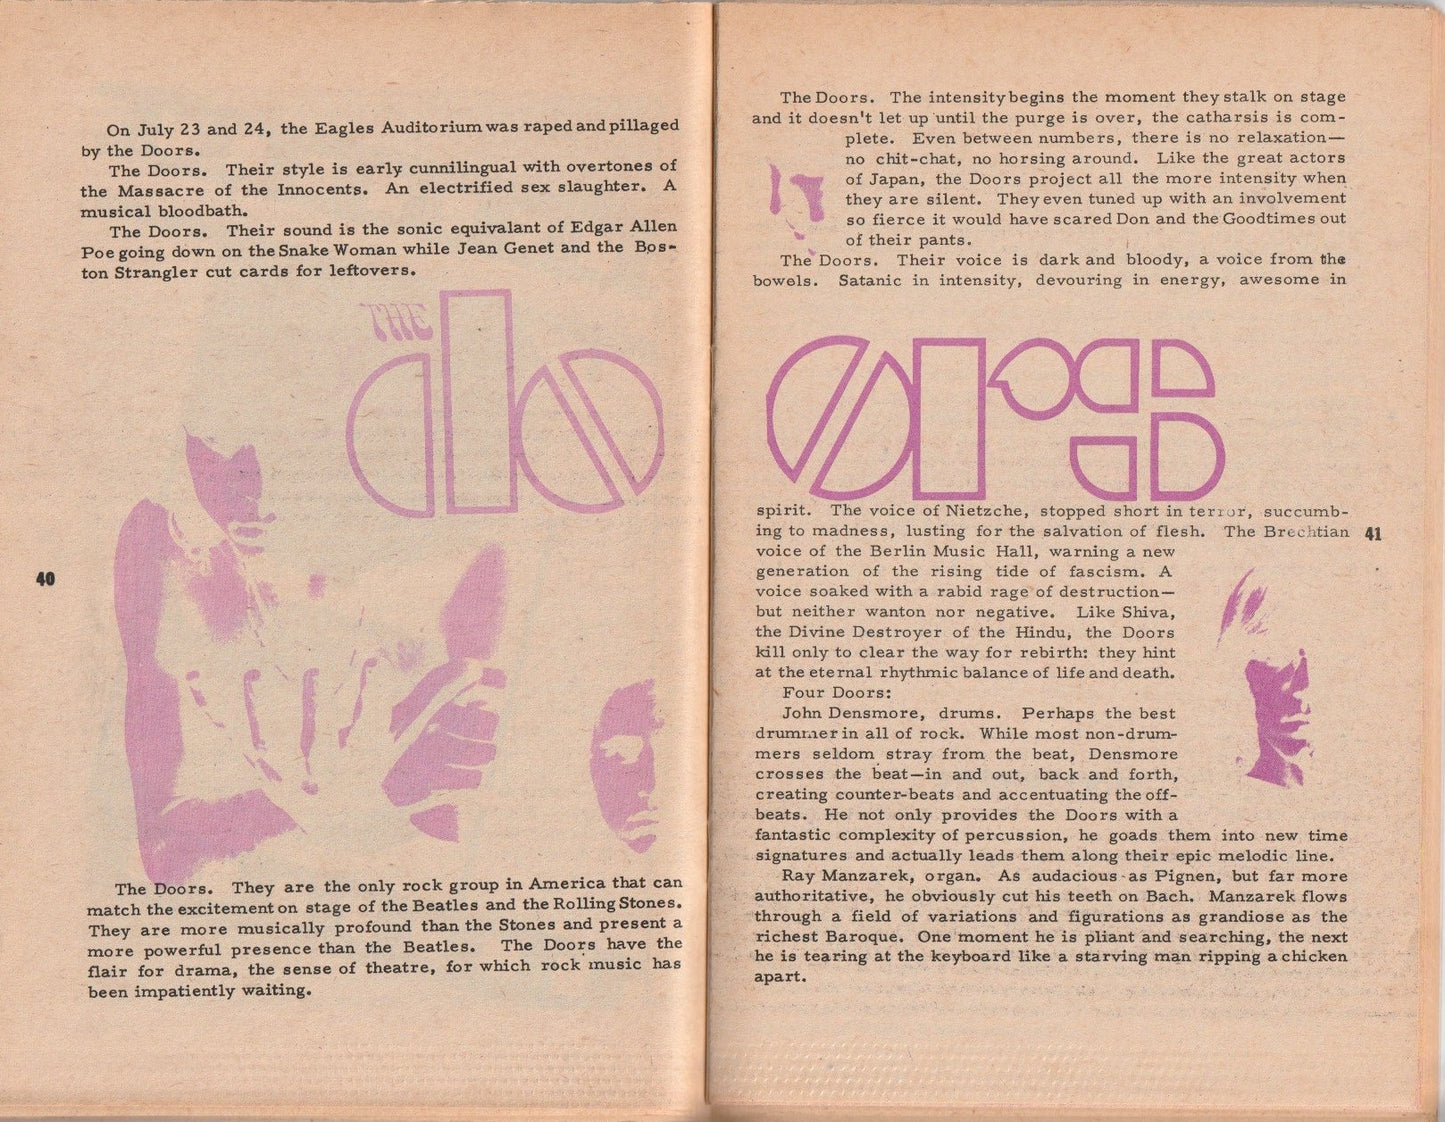 On July 23 and 24, the Eagles Auditorium was raped and pillaged
by the Doors.
The Doors. Their style is early cunnilingual with overtones of
the Massacre of the Innocents. An electrified sex slaughter. A
musical bloodbath.
The Doors. Their sound is the sonic equivalant of Edgar Allen
Poe going down on the Snake Woman while Jean Genet and the Bos-
ton Strangler cut cards for leftovers.
THE
do
40
The Doors. They are the only rock group in America that can
match the excitement on stage of the Beatles and the Rolling Stones.
They are more musically profound than the Stones and present a
more powerful presence than the Beatles. The Doors have the
flair for drama, the sense of theatre, for which rock music has
been impatiently waiting.
The Doors. The intensity begins the moment they stalk on stage
and it doesn't let up until the purge is over, the catharsis is com-
plete. Even between numbers, there is no relaxation—
no chit-chat, no horsing around. Like the great actors
of Japan, the Doors project all the more intensity when
they are silent. They even tuned up with an involvement
so fierce it would have scared Don and the Goodtimes out
of their pants.
The Doors. Their voice is dark and bloody, a voice from the
bowels. Satanic in intensity, devouring in energy, awesome in
ors
spirit. The voice of Nietzche, stopped short in terror, succumb-
ing to madness, lusting for the salvation of flesh. The Brechtian
41
voice of the Berlin Music Hall, warning a new
generation of the rising tide of fascism. A
voice soaked with a rabid rage of destruction—
but neither wanton nor negative. Like Shiva,
the Divine Destroyer of the Hindu, the Doors
kill only to clear the way for rebirth: they hint
at the eternal rhythmic balance of life and death.
Four Doors:
John Densmore, drums. Perhaps the best
drummer in all of rock. While most non-drum-
mers seldom stray from the beat, Densmore
crosses the beat—in and out, back and forth,
creating counter-beats and accentuating the off-
beats. He not only provides the Doors with a
fantastic complexity of percussion, he goads them into new time
signatures and actually leads them along their epic melodic line.
Ray Manzarek, organ. As audacious as Pignen, but far more
authoritative, he obviously cut his teeth on Bach. Manzarek flows
through a field of variations and figurations as grandiose as the
richest Baroque. One moment he is pliant and searching, the next
he is tearing at the keyboard like a starving man ripping a chicken
apart.